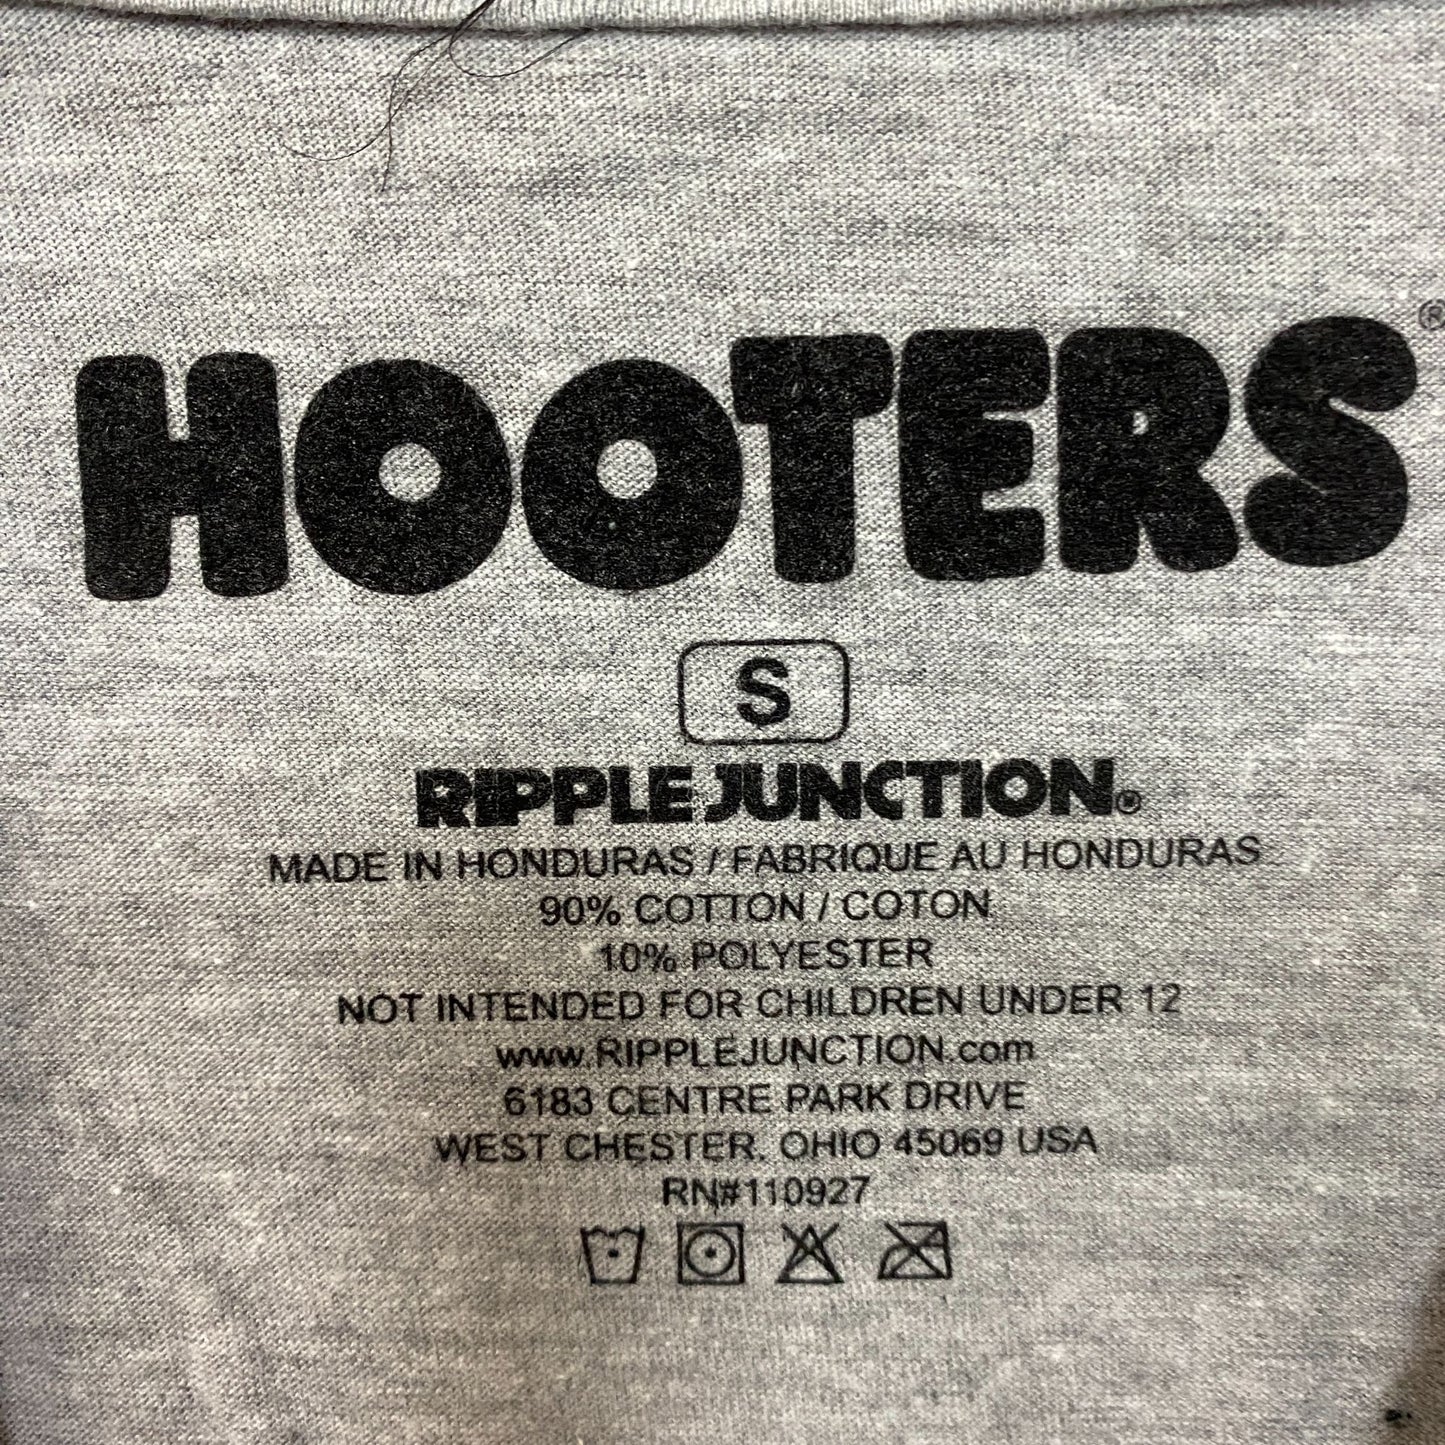 HOOTERS®
S
RIPPLE JUNCTION®
MADE IN HONDURAS / FABRIQUE AU HONDURAS
90% COTTON / COTON
10% POLYESTER
NOT INTENDED FOR CHILDREN UNDER 12
www.RIPPLEJUNCTION.com
6183 CENTRE PARK DRIVE
WEST CHESTER, OHIO 45069 USA
RN#110927